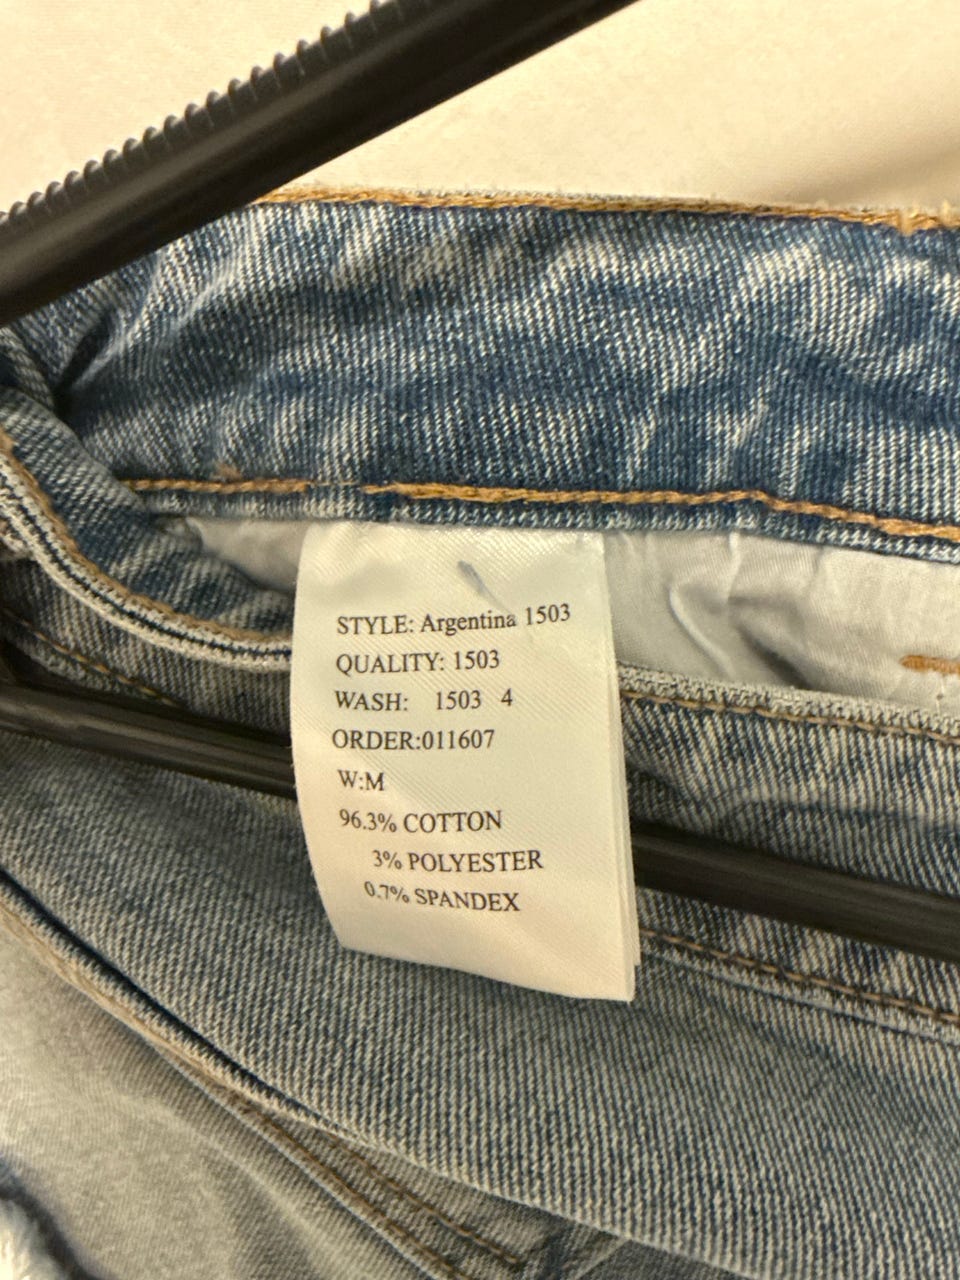 STYLE: Argentina 1503
QUALITY: 1503
WASH: 1503 4
ORDER:011607
W:M
96.3% COTTON
3% POLYESTER
0.7% SPANDEX